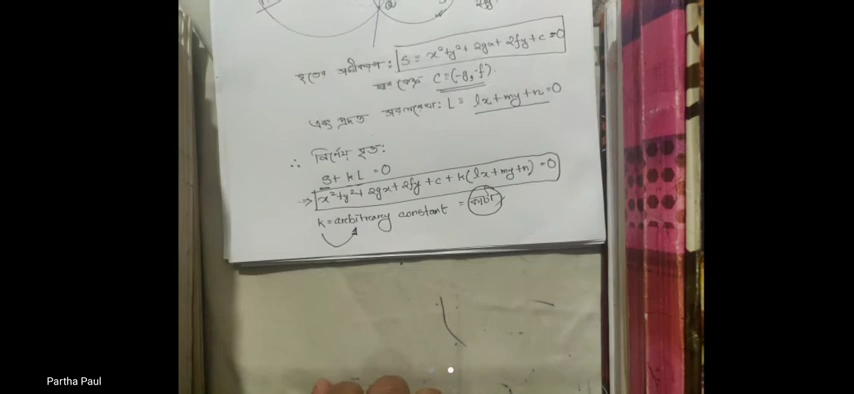 বৃত্তের সমীকরণ: S = x²+y²+2gx+2fy+c=0
C=(-g,-f)
এবং প্রদত্ত সরলরেখা: L = lx+my+n=0
∴ নির্ণেয় বৃত্ত:
S+kL=0
⇒ x²+y²+2gx+2fy+c+k(lx+my+n)=0
k=arbitrary constant =
Partha Paul